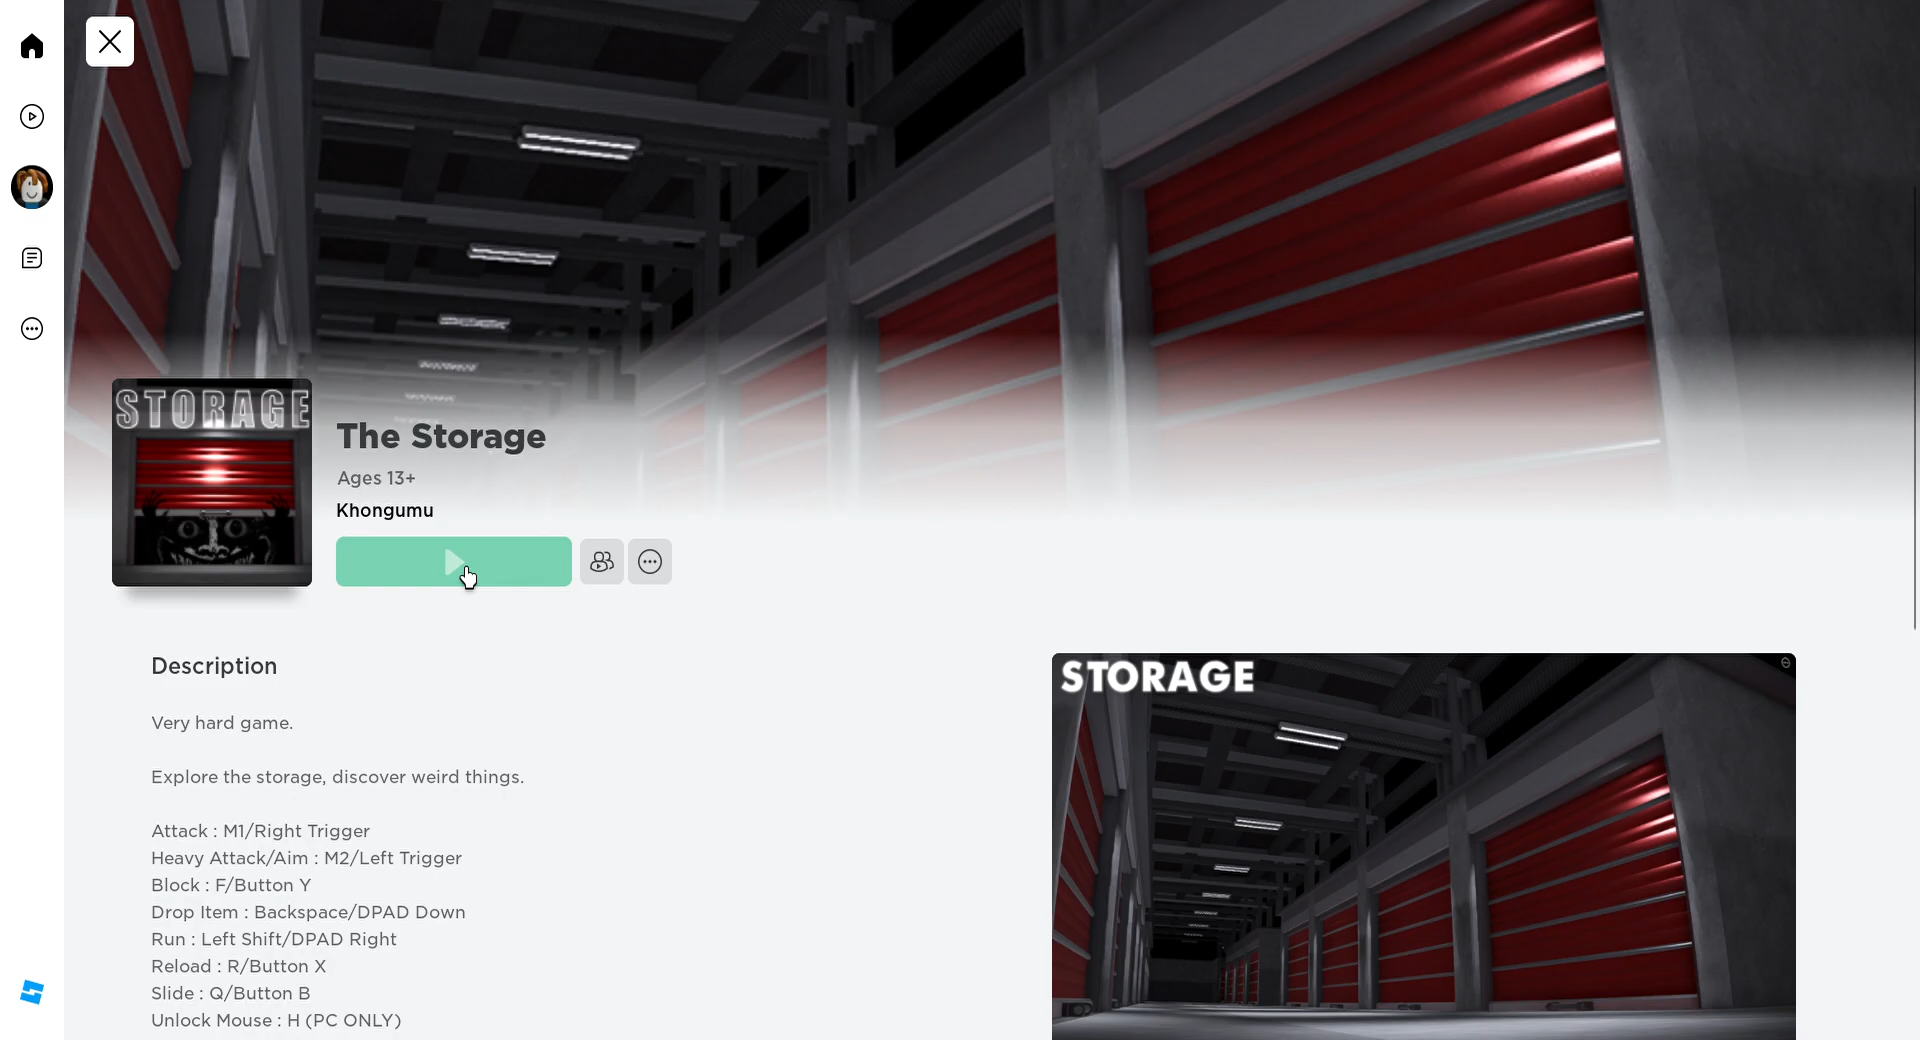 STORAGE
The Storage
Ages 13+
Khongumu
Description
Very hard game.
Explore the storage, discover weird things.
Attack : M1/Right Trigger
Heavy Attack/Aim : M2/Left Trigger
Block : F/Button Y
Drop Item : Backspace/DPAD Down
Run : Left Shift/DPAD Right
Reload : R/Button X
Slide : Q/Button B
Unlock Mouse : H (PC ONLY)
STORAGE